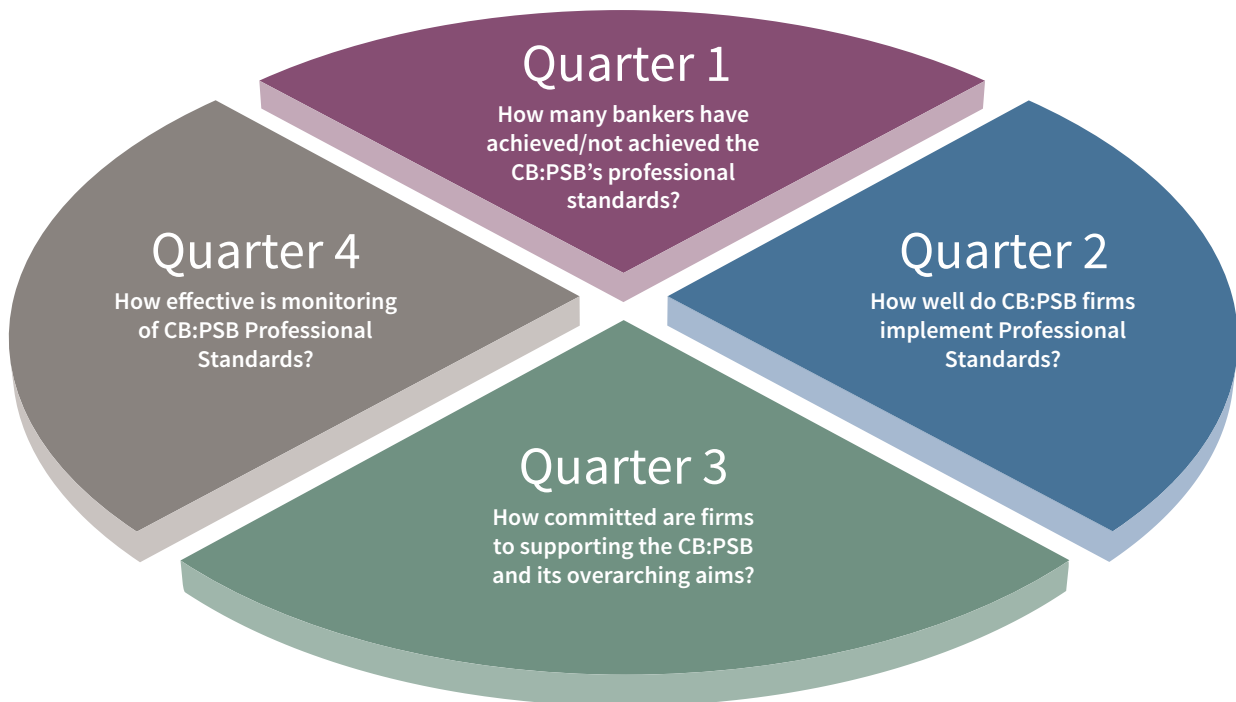 Quarter 1
How many bankers have
achieved/not achieved the
CB:PSB’s professional
standards?
Quarter 2
How well do CB:PSB firms
implement Professional
Standards?
Quarter 3
How committed are firms
to supporting the CB:PSB
and its overarching aims?
Quarter 4
How effective is monitoring
of CB:PSB Professional
Standards?